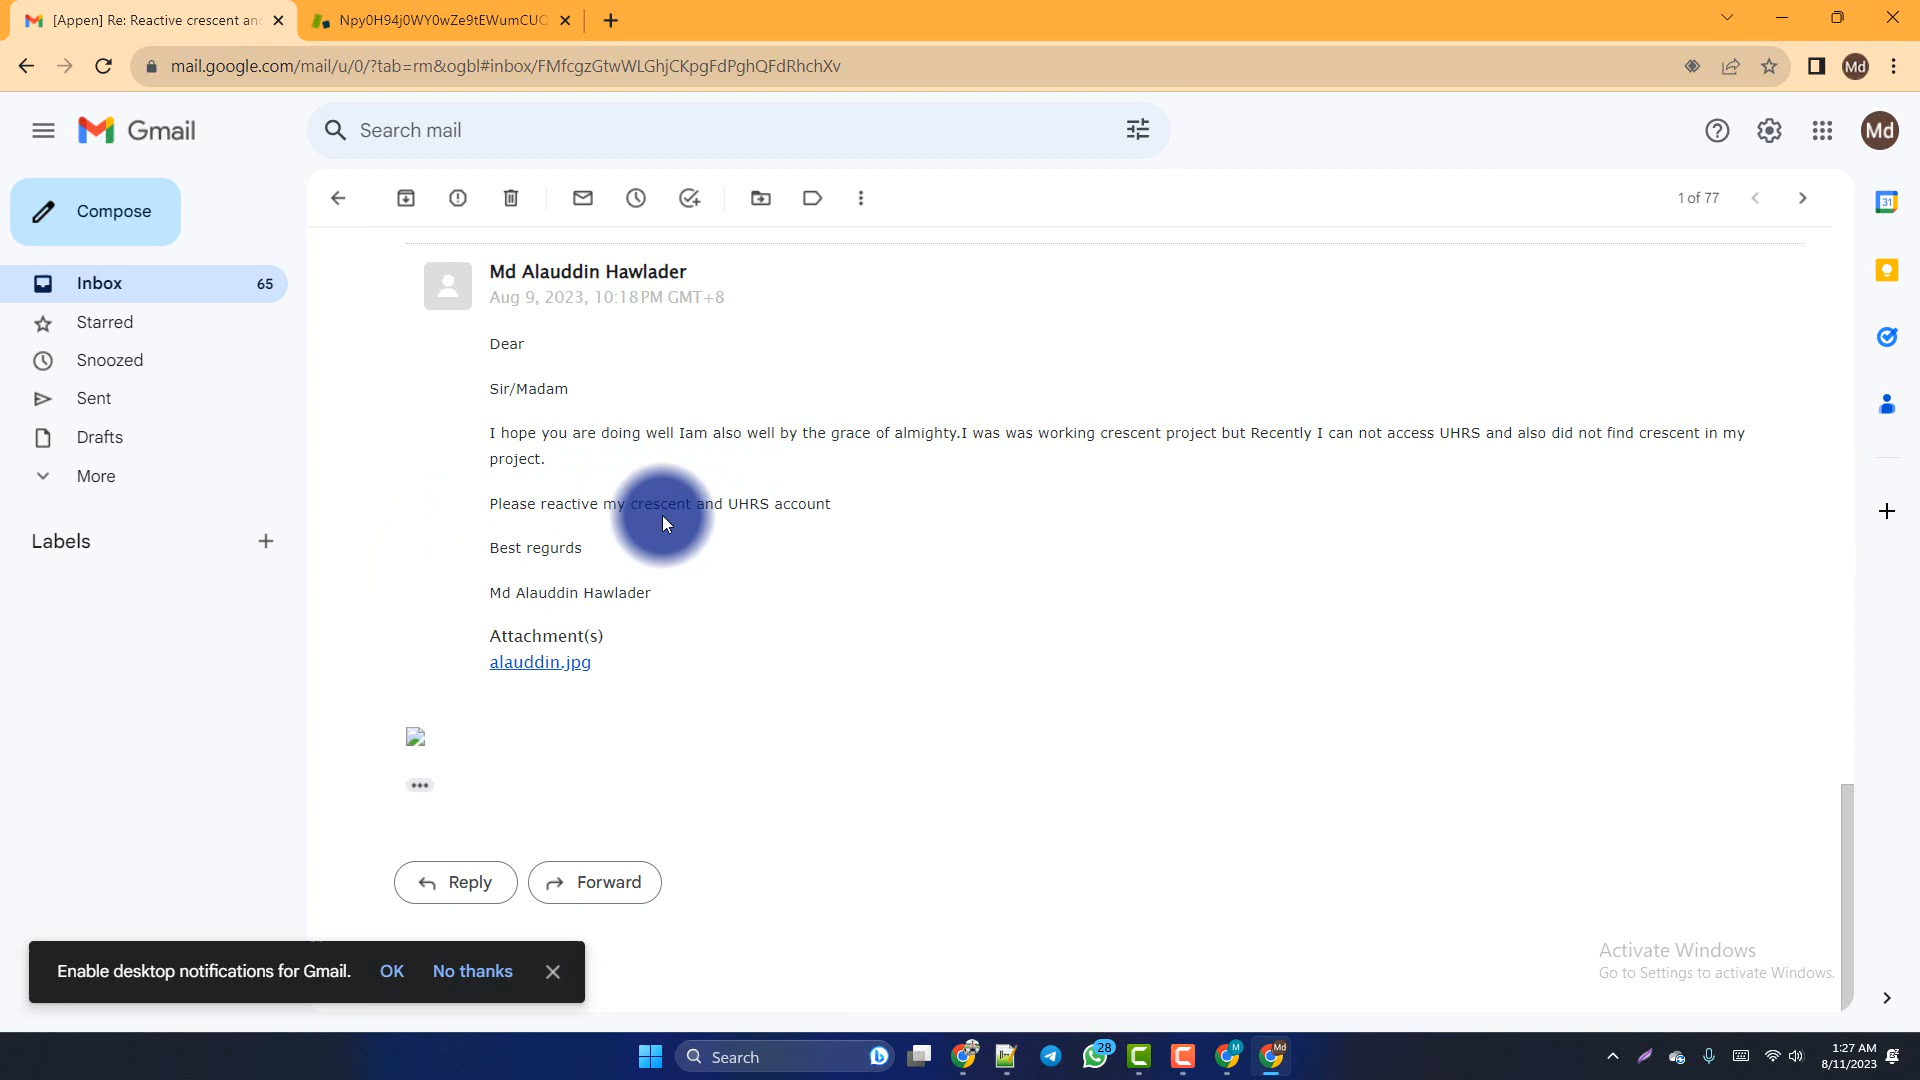 [Appen] Re: Reactive crescent an
Npy0H94j0WY0wZe9tEWumCUC
mail.google.com/mail/u/0/?tab=rm&ogbl#inbox/FMfcgzGtwWLGhjCKpgFdPghQFdRhchXv
Md
Gmail
Search mail
Md
Compose
1 of 77
31
Inbox 65
Starred
Snoozed
Sent
Drafts
More
Labels
Md Alauddin Hawlader
Aug 9, 2023, 10:18 PM GMT+8
Dear
Sir/Madam
I hope you are doing well Iam also well by the grace of almighty.I was was working crescent project but Recently I can not access UHRS and also did not find crescent in my
project.
Please reactive my crescent and UHRS account
Best regurds
Md Alauddin Hawlader
Attachment(s)
alauddin.jpg
Reply
Forward
Enable desktop notifications for Gmail. OK No thanks
Activate Windows
Go to Settings to activate Windows.
Search
28
M
Md
1:27 AM
8/11/2023